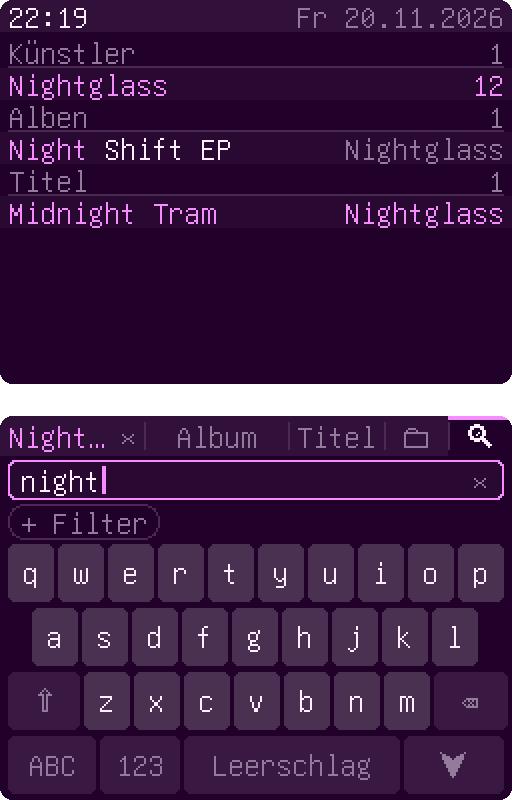 22:19 Fr 20.11.2026
Künstler 1
Nightglass 12
Alben 1
Night Shift EP Nightglass
Titel 1
Midnight Tram Nightglass
Night… × Album Titel
night ×
+ Filter
q w e r t y u i o p
a s d f g h j k l
⇧ z x c v b n m ⌫
ABC 123 Leerschlag